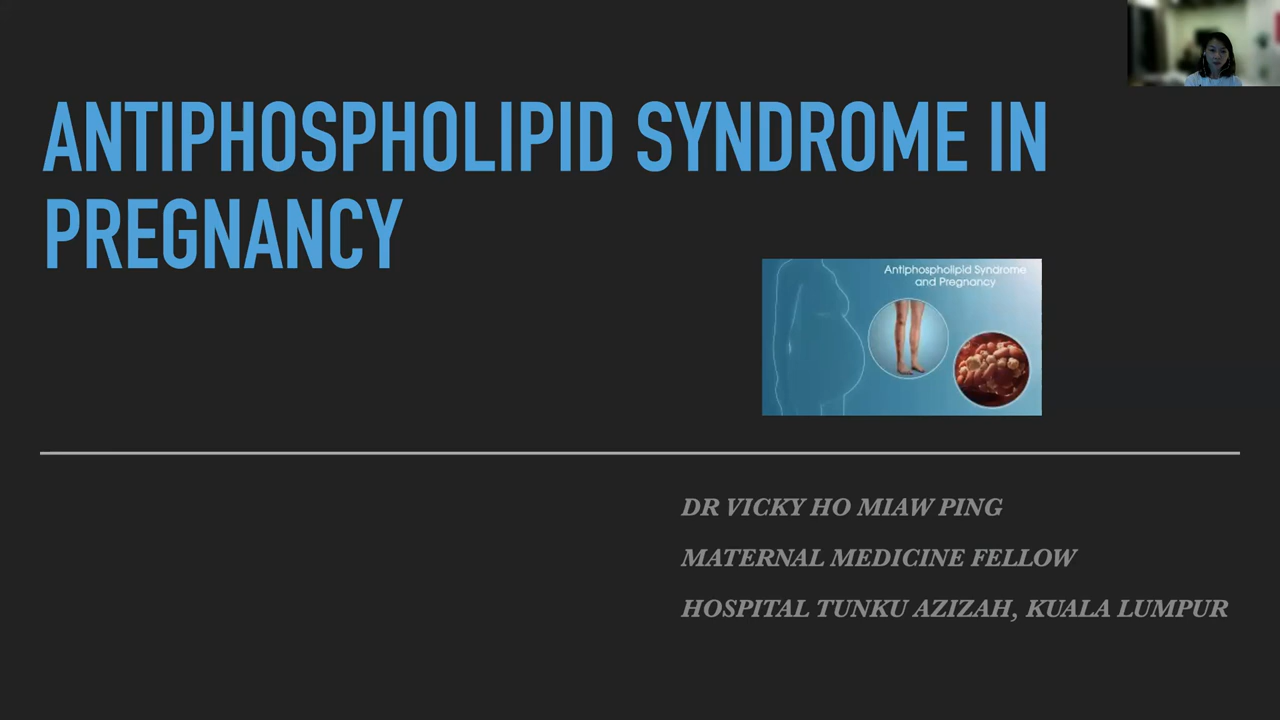 ANTIPHOSPHOLIPID SYNDROME IN
PREGNANCY
Antiphospholipid Syndrome
and Pregnancy
DR VICKY HO MIAW PING
MATERNAL MEDICINE FELLOW
HOSPITAL TUNKU AZIZAH, KUALA LUMPUR